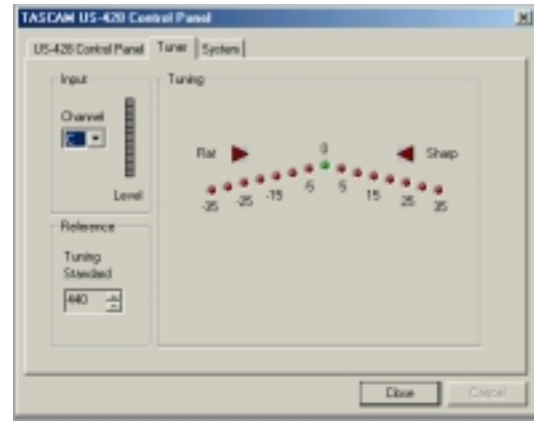 TASCAM US-428 Control Panel
US-428 Control Panel Tuner System
Input
Channel
Level
Tuning
Flat 0 Sharp
-35 -25 -15 -5 5 15 25 35
Reference
Tuning
Standard
440
Close Cancel